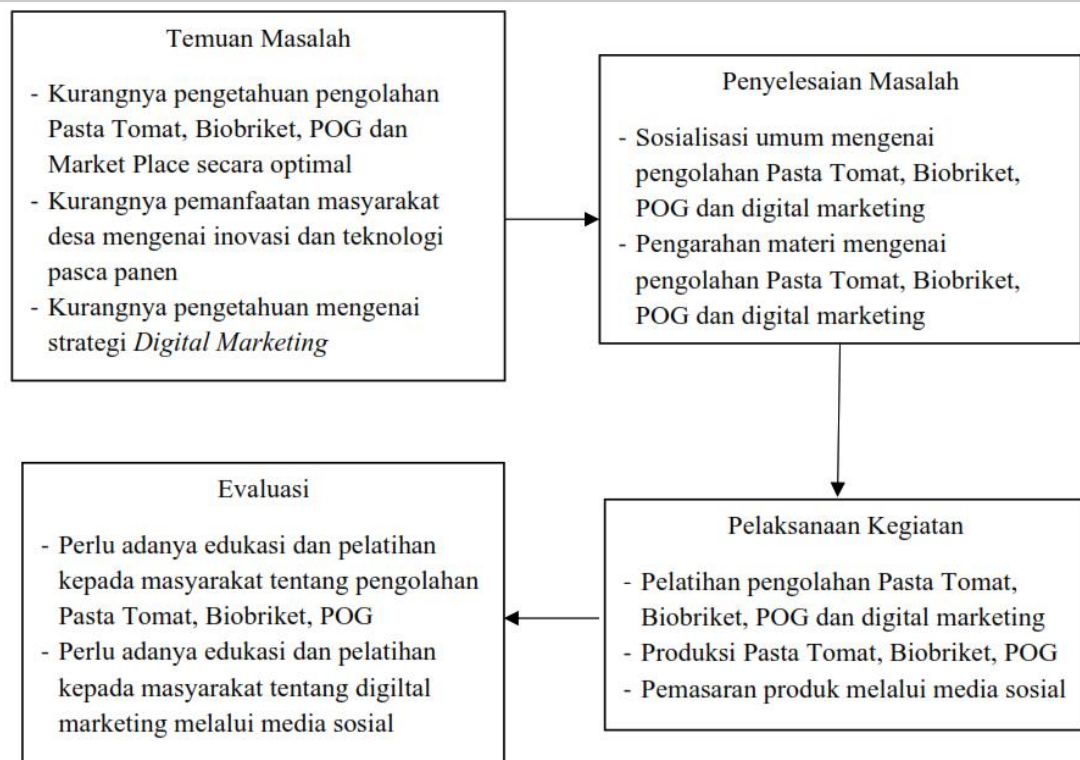 Temuan Masalah
- Kurangnya pengetahuan pengolahan
Pasta Tomat, Biobriket, POG dan
Market Place secara optimal
- Kurangnya pemanfaatan masyarakat
desa mengenai inovasi dan teknologi
pasca panen
- Kurangnya pengetahuan mengenai
strategi Digital Marketing
Penyelesaian Masalah
- Sosialisasi umum mengenai
pengolahan Pasta Tomat, Biobriket,
POG dan digital marketing
- Pengarahan materi mengenai
pengolahan Pasta Tomat, Biobriket,
POG dan digital marketing
Pelaksanaan Kegiatan
- Pelatihan pengolahan Pasta Tomat,
Biobriket, POG dan digital marketing
- Produksi Pasta Tomat, Biobriket, POG
- Pemasaran produk melalui media sosial
Evaluasi
- Perlu adanya edukasi dan pelatihan
kepada masyarakat tentang pengolahan
Pasta Tomat, Biobriket, POG
- Perlu adanya edukasi dan pelatihan
kepada masyarakat tentang digiltal
marketing melalui media sosial